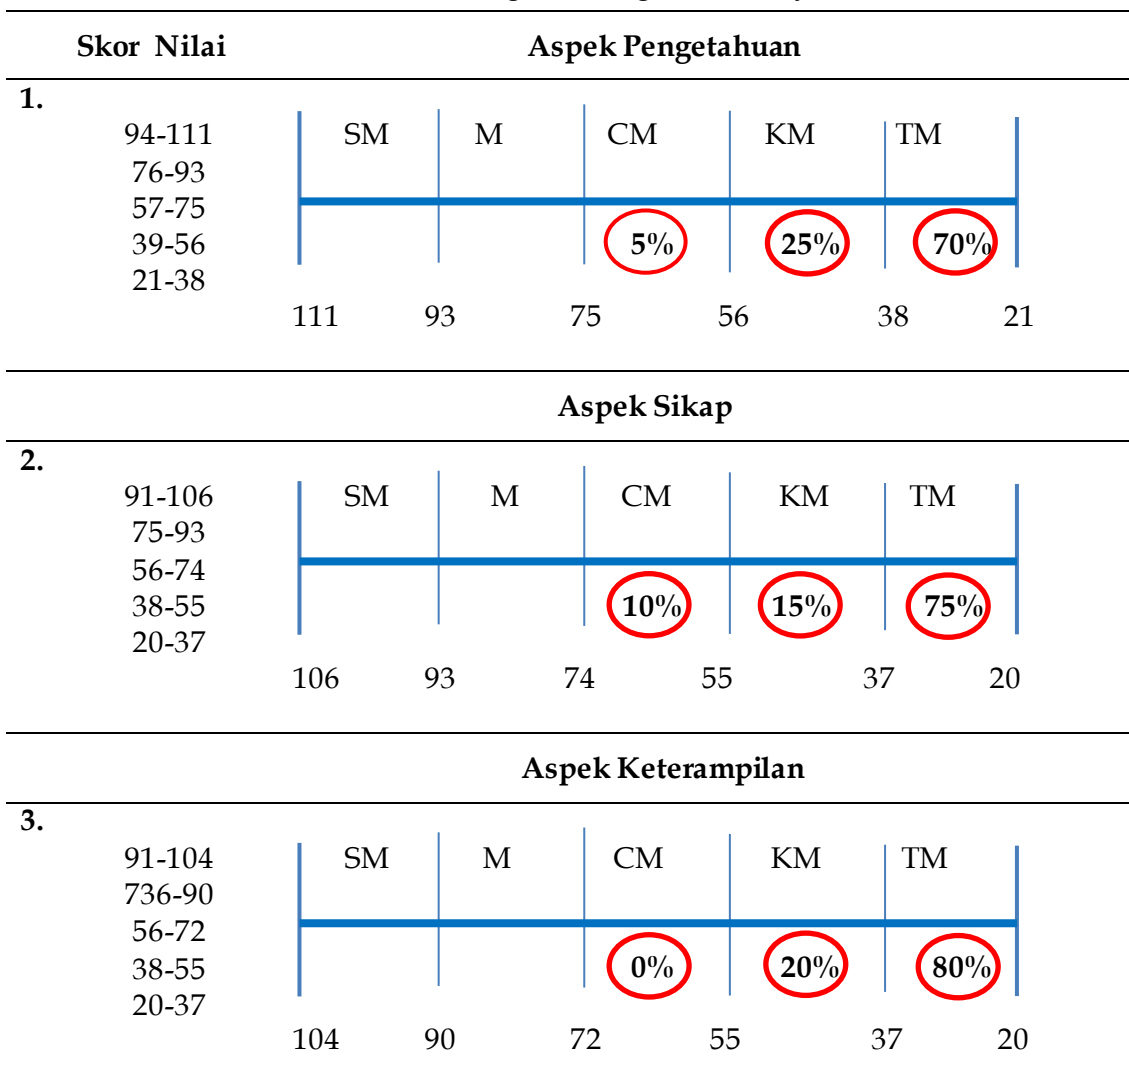 Skor Nilai Aspek Pengetahuan
1.
94-111 SM M CM KM TM
76-93
57-75
39-56 5% 25% 70%
21-38
111 93 75 56 38 21
Aspek Sikap
2.
91-106 SM M CM KM TM
75-93
56-74
38-55 10% 15% 75%
20-37
106 93 74 55 37 20
Aspek Keterampilan
3.
91-104 SM M CM KM TM
736-90
56-72
38-55 0% 20% 80%
20-37
104 90 72 55 37 20